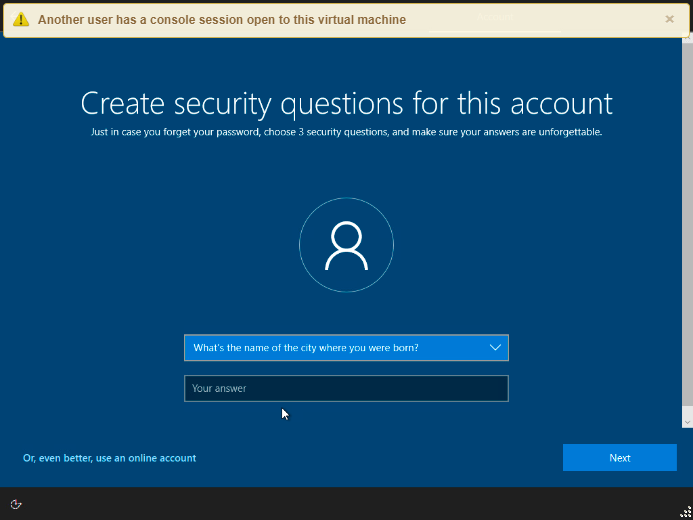 Another user has a console session open to this virtual machine
Create security questions for this account
Just in case you forget your password, choose 3 security questions, and make sure your answers are unforgettable.
What's the name of the city where you were born?
Your answer
Or, even better, use an online account
Next